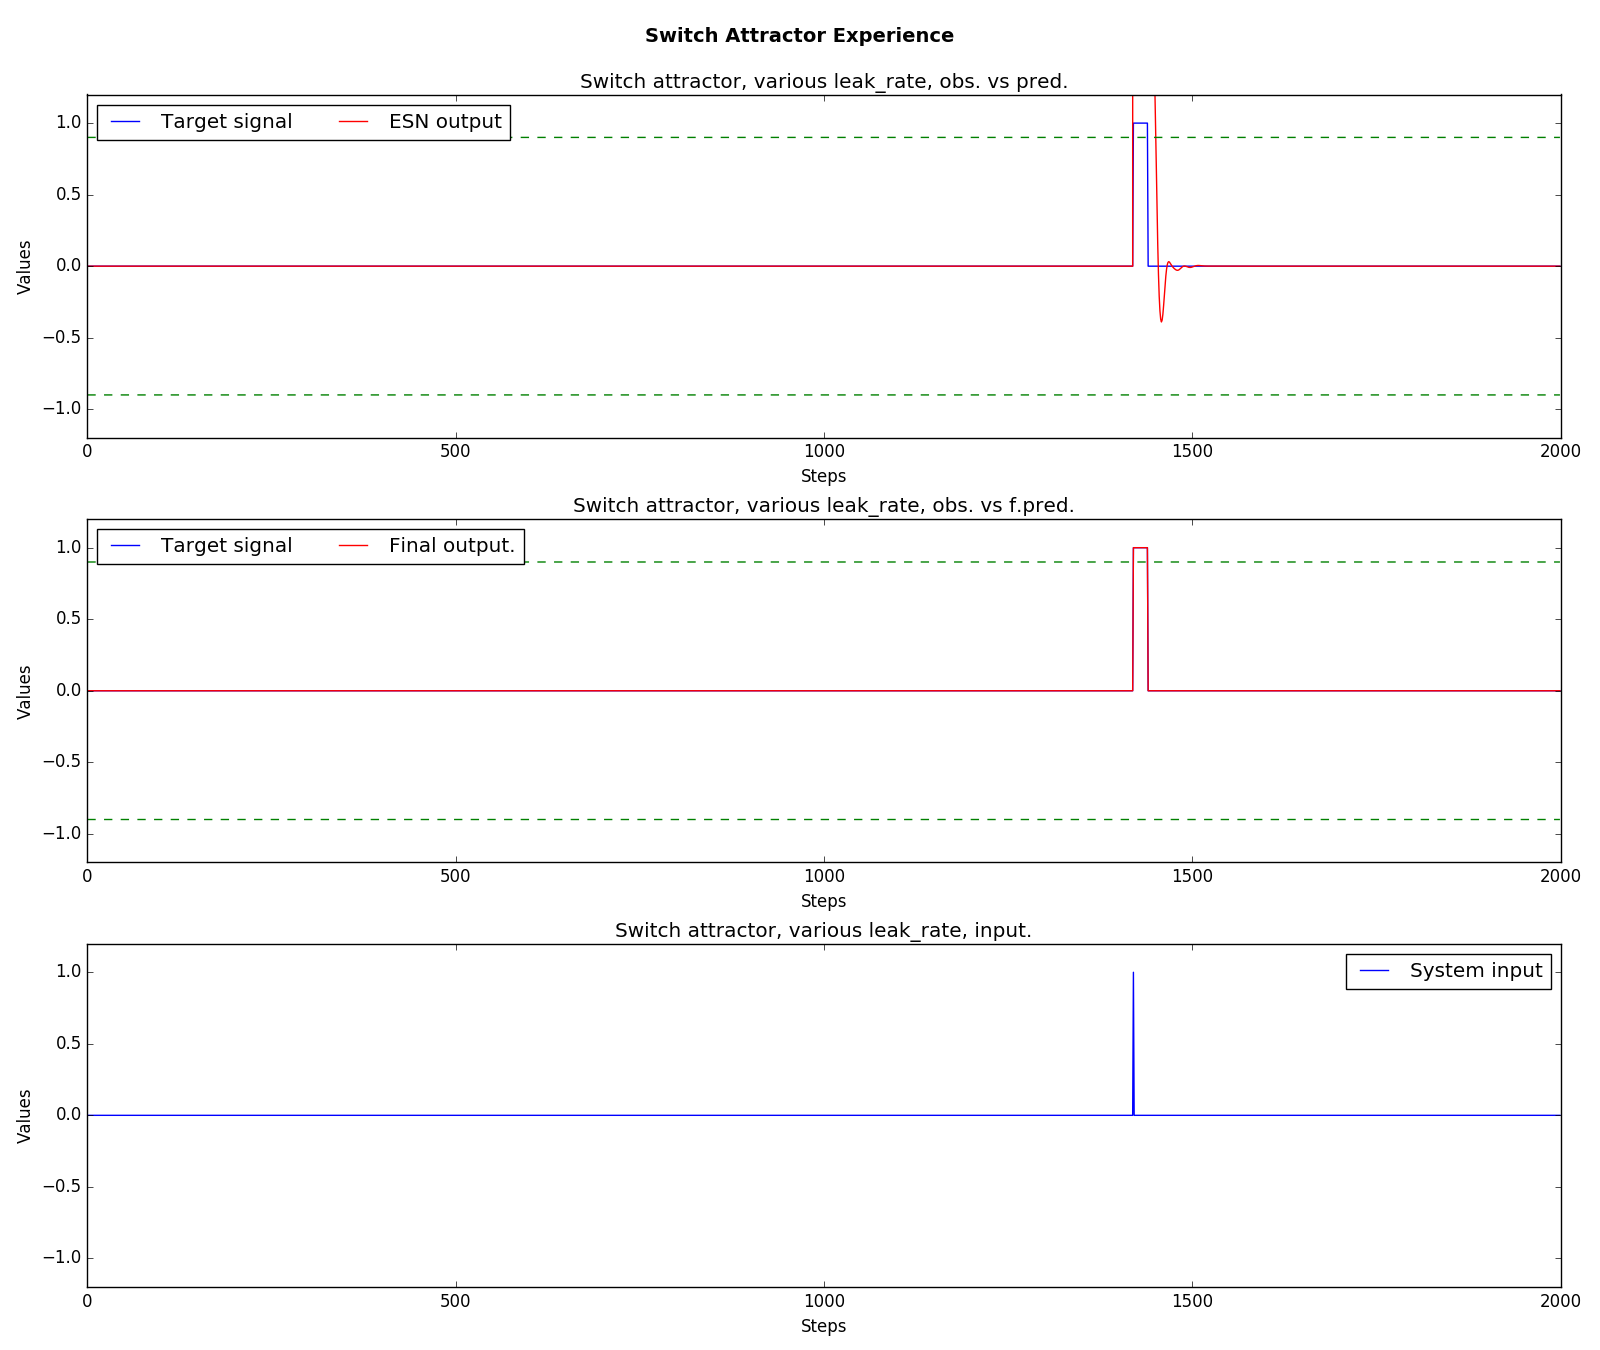 Switch Attractor Experience
Switch attractor, various leak_rate, obs. vs pred.
Target signal ESN output
1.0
0.5
0.0
−0.5
−1.0
Values
0 500 1000 1500 2000
Steps
Switch attractor, various leak_rate, obs. vs f.pred.
Target signal Final output.
1.0
0.5
0.0
−0.5
−1.0
Values
0 500 1000 1500 2000
Steps
Switch attractor, various leak_rate, input.
System input
1.0
0.5
0.0
−0.5
−1.0
Values
0 500 1000 1500 2000
Steps